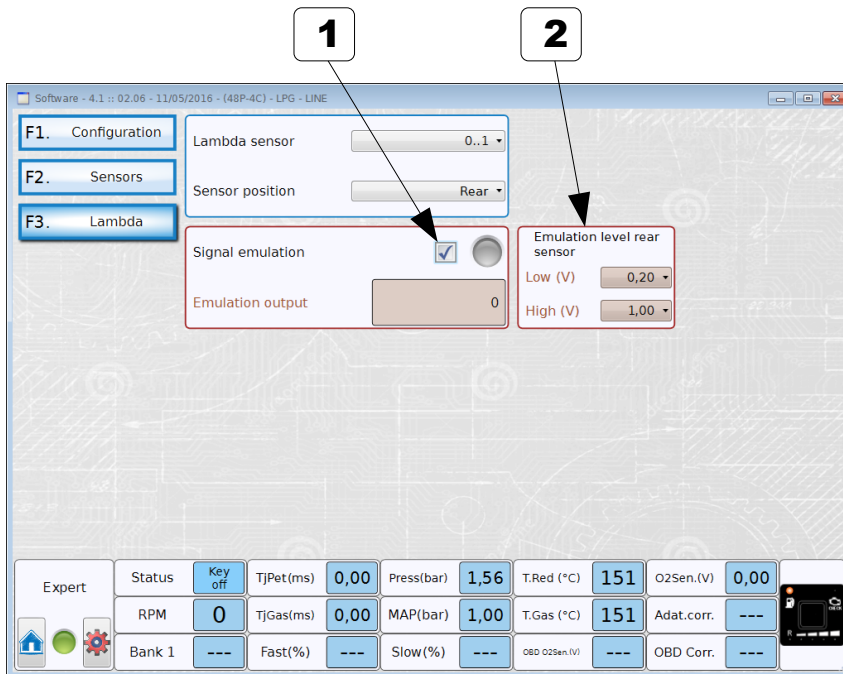 1 2
Software - 4.1 :: 02.06 - 11/05/2016 - (48P-4C) - LPG - LINE
F1. Configuration
Lambda sensor 0..1
F2. Sensors
Sensor position Rear
F3. Lambda
Signal emulation
Emulation output 0
Emulation level rear
sensor
Low (V) 0,20
High (V) 1,00
Expert
Status Key off TjPet(ms) 0,00 Press(bar) 1,56 T.Red (°C) 151 O2Sen.(V) 0,00
RPM 0 TjGas(ms) 0,00 MAP(bar) 1,00 T.Gas (°C) 151 Adat.corr. ---
Bank 1 --- Fast(%) --- Slow(%) --- OBD O2Sen.(V) --- OBD Corr. ---
R
CHECK